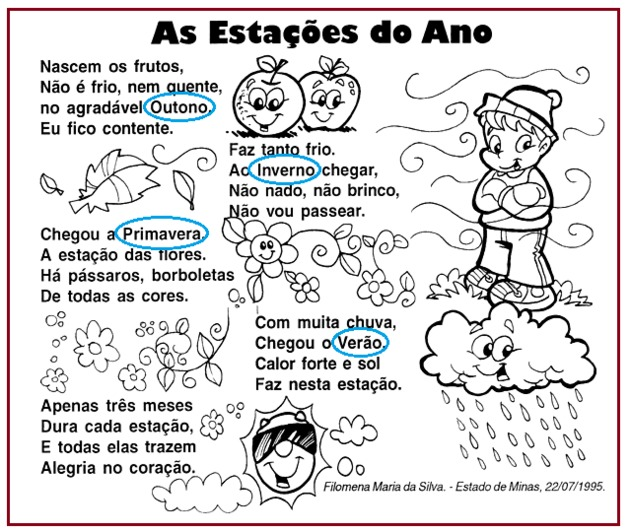 As Estações do Ano
Nascem os frutos,
Não é frio, nem quente,
no agradável Outono,
Eu fico contente.
Faz tanto frio.
Ao Inverno chegar,
Não nado, não brinco,
Não vou passear.
Chegou a Primavera,
A estação das flores.
Há pássaros, borboletas
De todas as cores.
Com muita chuva,
Chegou o Verão,
Calor forte e sol
Faz nesta estação.
Apenas três meses
Dura cada estação,
E todas elas trazem
Alegria no coração.
Filomena Maria da Silva. - Estado de Minas, 22/07/1995.